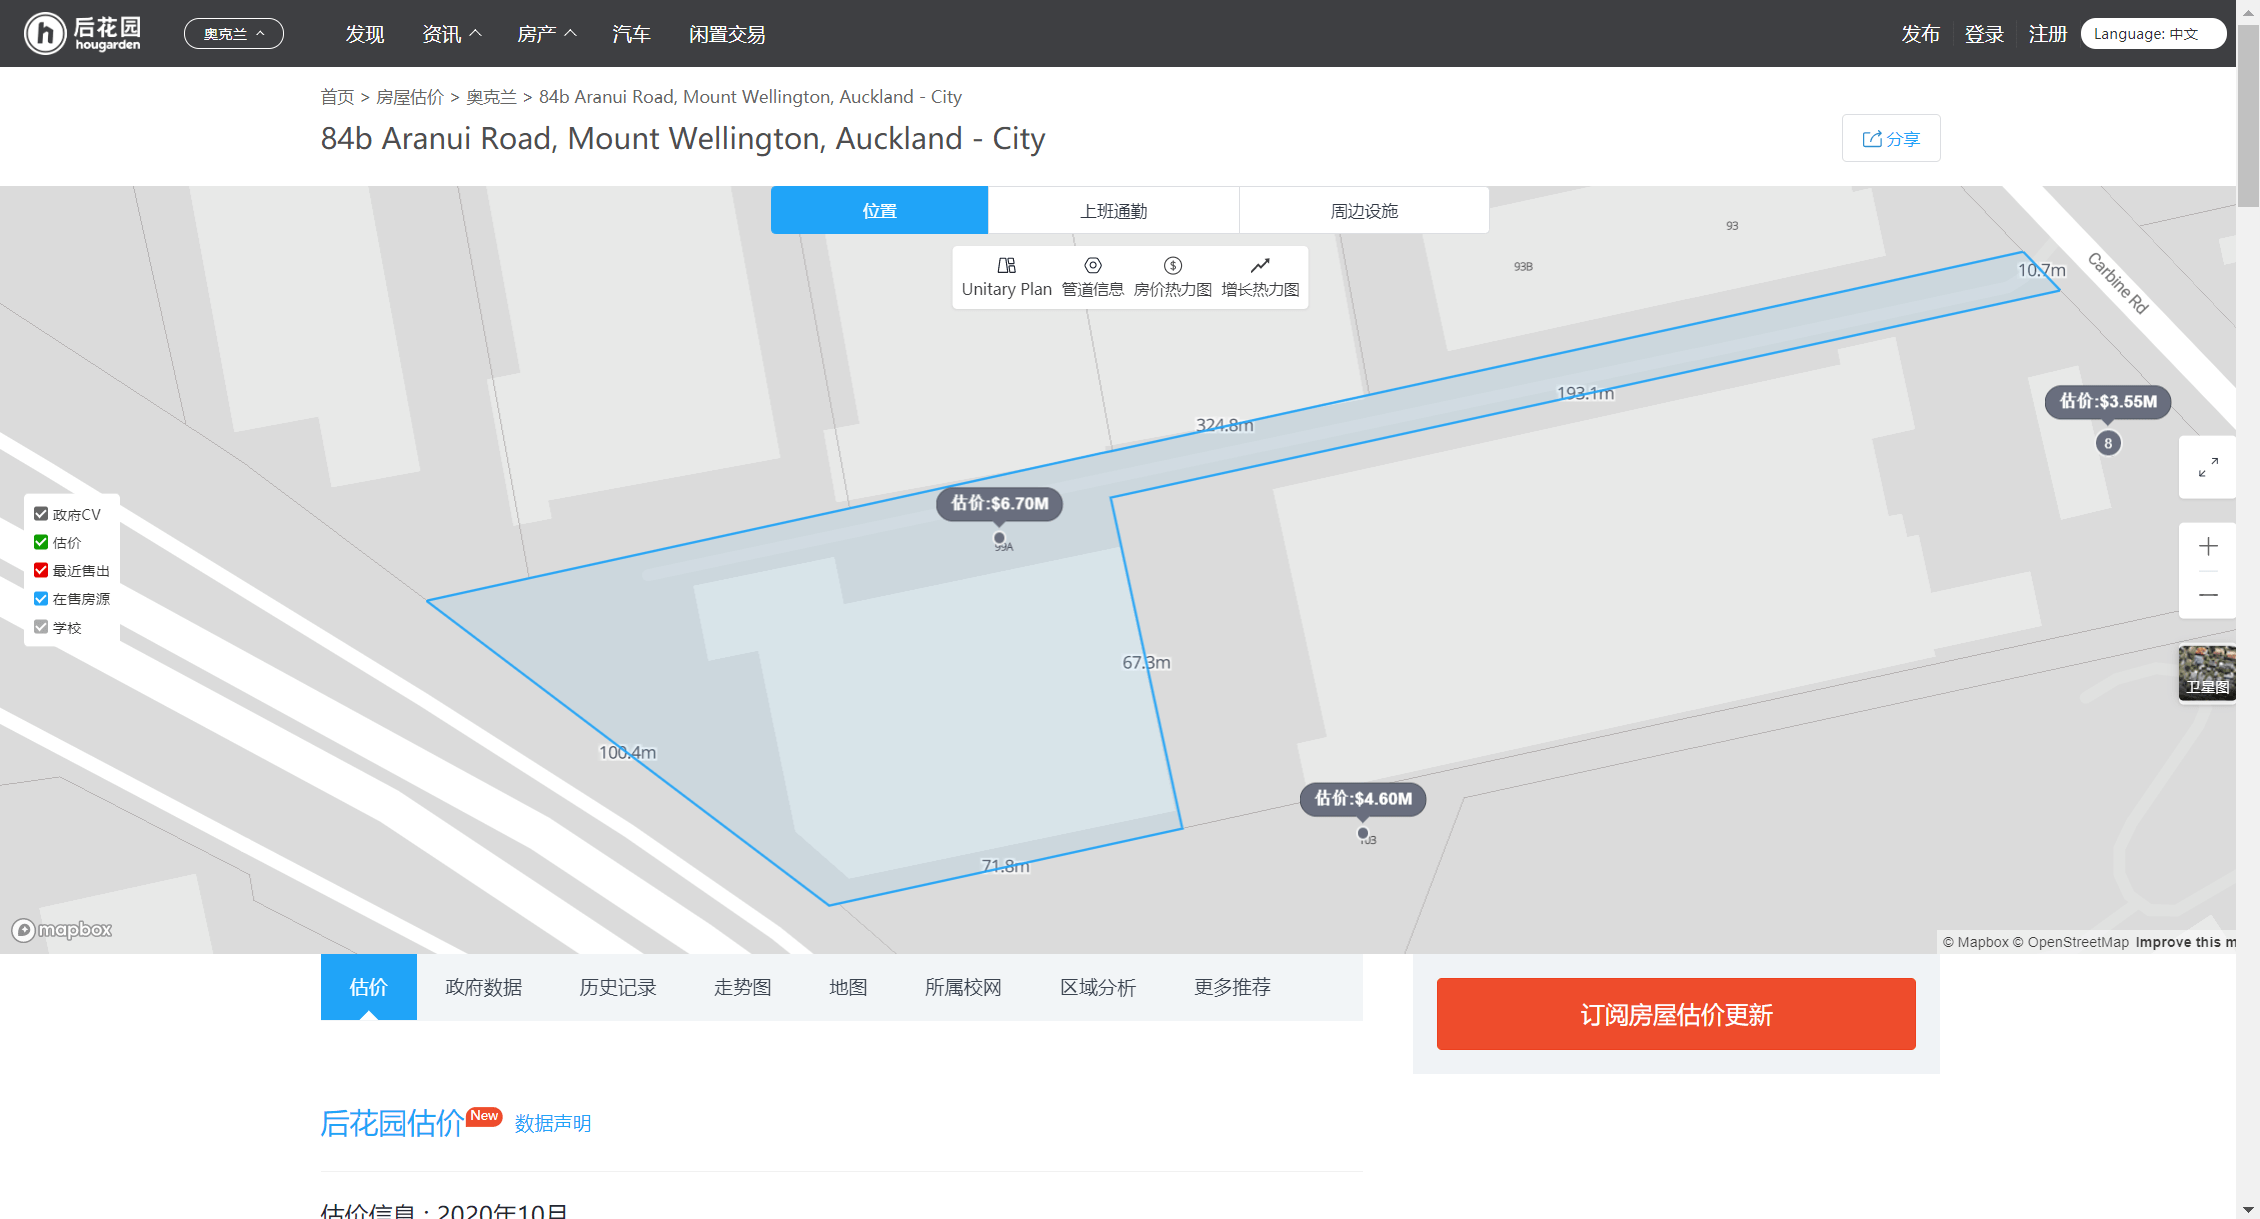 后花园
hougarden
奥克兰
发现
资讯
房产
汽车
闲置交易
发布
登录
注册
Language: 中文
首页 > 房屋估价 > 奥克兰 > 84b Aranui Road, Mount Wellington, Auckland - City
84b Aranui Road, Mount Wellington, Auckland - City
分享
位置
上班通勤
周边设施
Unitary Plan
管道信息
房价热力图
增长热力图
93
93B
10.7m
Carbine Rd
193.1m
324.8m
估价:$3.55M
8
估价:$6.70M
99A
政府CV
估价
最近售出
在售房源
学校
67.3m
卫星图
100.4m
估价:$4.60M
103
71.8m
mapbox
© Mapbox © OpenStreetMap Improve this m
估价
政府数据
历史记录
走势图
地图
所属校网
区域分析
更多推荐
订阅房屋估价更新
后花园估价 New 数据声明
估价信息：2020年10月